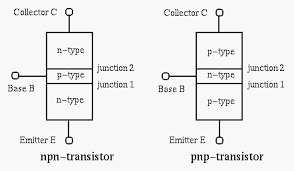 Collector C
n-type
junction 2
p-type
junction 1
Base B
n-type
Emitter E
npn-transistor
Collector C
p-type
junction 2
n-type
junction 1
Base B
p-type
Emitter E
pnp-transistor